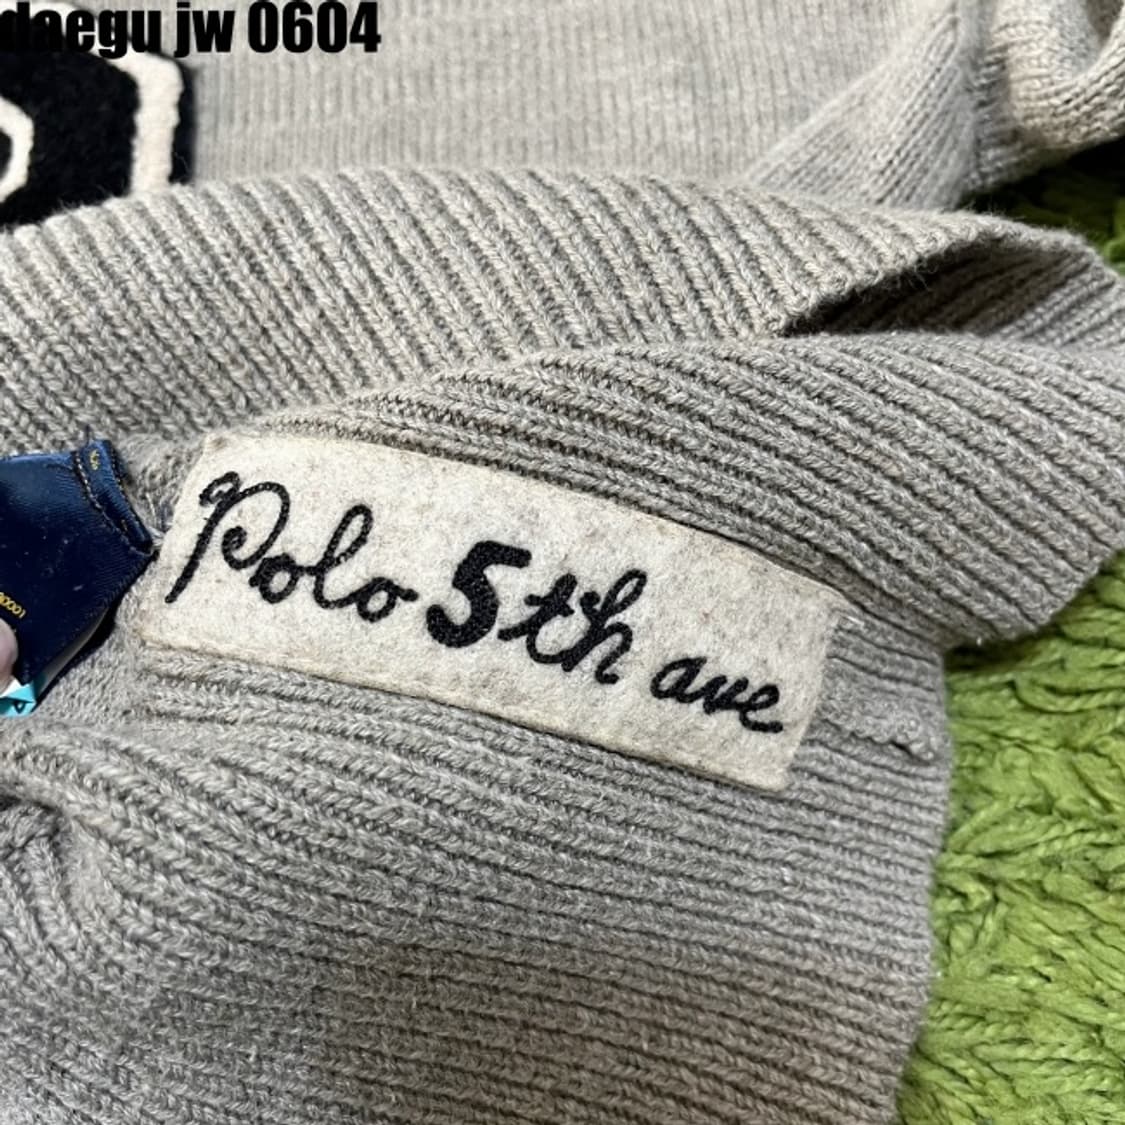 daegu jw 0604
Polo 5th ave